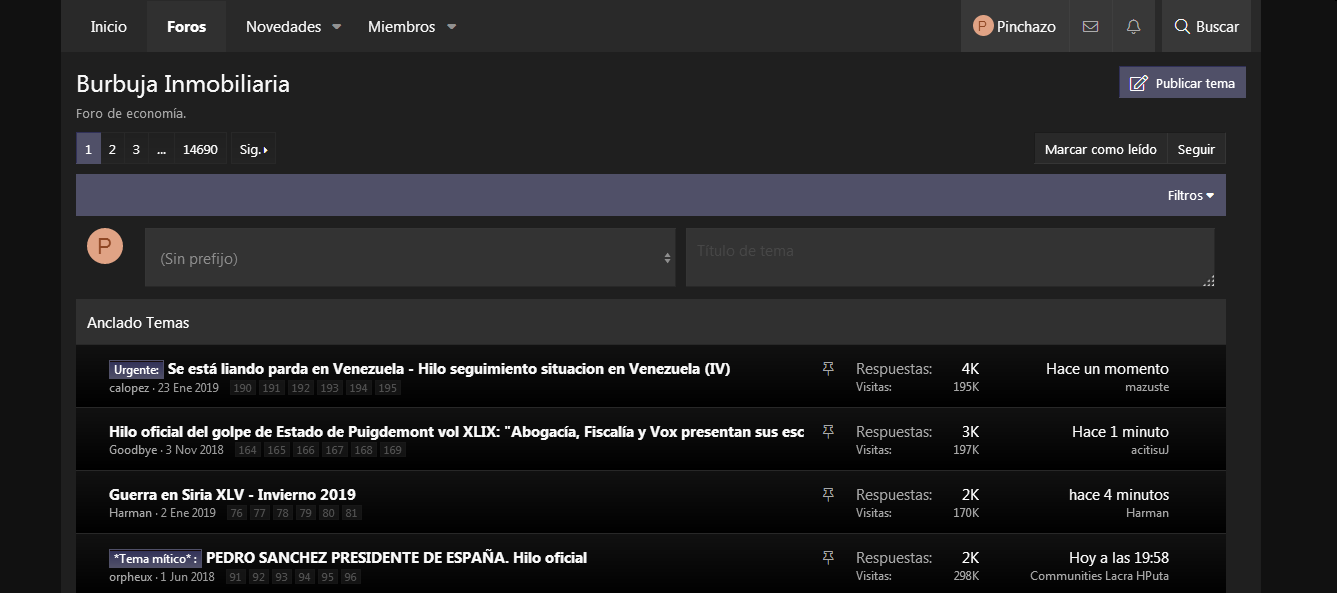 Inicio Foros Novedades Miembros P Pinchazo Buscar
Burbuja Inmobiliaria Publicar tema
Foro de economía.
1 2 3 ... 14690 Sig. Marcar como leído Seguir
Filtros
P (Sin prefijo) Título de tema
Anclado Temas
Urgente: Se está liando parda en Venezuela - Hilo seguimiento situacion en Venezuela (IV) Respuestas: 4K Hace un momento
calopez · 23 Ene 2019 190 191 192 193 194 195 Visitas: 195K mazuste
Hilo oficial del golpe de Estado de Puigdemont vol XLIX: "Abogacía, Fiscalía y Vox presentan sus esc Respuestas: 3K Hace 1 minuto
Goodbye · 3 Nov 2018 164 165 166 167 168 169 Visitas: 197K acitisuJ
Guerra en Siria XLV - Invierno 2019 Respuestas: 2K hace 4 minutos
Harman · 2 Ene 2019 76 77 78 79 80 81 Visitas: 170K Harman
*Tema mítico* : PEDRO SANCHEZ PRESIDENTE DE ESPAÑA. Hilo oficial Respuestas: 2K Hoy a las 19:58
orpheux · 1 Jun 2018 91 92 93 94 95 96 Visitas: 298K Communities Lacra HPuta